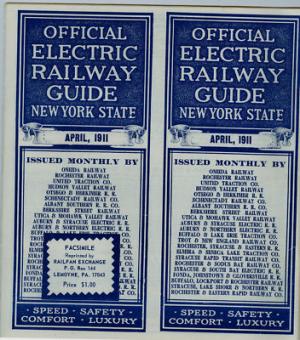 OFFICIAL
ELECTRIC
RAILWAY
GUIDE
NEW YORK STATE
APRIL, 1911
ISSUED MONTHLY BY
ONEIDA RAILWAY
ROCHESTER RAILWAY
UNITED TRACTION CO.
HUDSON VALLEY RAILWAY
OTSEGO & HERKIMER R. R.
SCHENECTADY RAILWAY CO.
ALBANY SOUTHERN R. R. CO.
BERKSHIRE STREET RAILWAY
UTICA & MOHAWK VALLEY RAILWAY
AUBURN & SYRACUSE ELECTRIC R. R.
AUBURN & NORTHERN ELECTRIC R. R.
FACSIMILE
Reprinted by
RAILFAN EXCHANGE
P. O. Box 164
LEMOYNE, PA. 17043
Price $1.00
SPEED - SAFETY
COMFORT - LUXURY
OFFICIAL
ELECTRIC
RAILWAY
GUIDE
NEW YORK STATE
APRIL, 1911
ISSUED MONTHLY BY
ONEIDA RAILWAY
ROCHESTER RAILWAY
UNITED TRACTION CO.
HUDSON VALLEY RAILWAY
OTSEGO & HERKIMER R. R.
SCHENECTADY RAILWAY CO.
ALBANY SOUTHERN R. R. CO.
BERKSHIRE STREET RAILWAY
UTICA & MOHAWK VALLEY RAILWAY
AUBURN & SYRACUSE ELECTRIC R. R.
AUBURN & NORTHERN ELECTRIC R. R.
BUFFALO & LAKE ERIE TRACTION CO.
TROY & NEW ENGLAND RAILWAY CO.
ROCHESTER, SYRACUSE & EASTERN R. R.
ELMIRA & SENECA LAKE TRACTION CO.
SYRACUSE RAPID TRANSIT RAILWAY CO.
ROCHESTER & SODUS BAY RAILWAY CO.
SYRACUSE & SOUTH BAY ELECTRIC R. R.
FONDA, JOHNSTOWN & GLOVERSVILLE R. R.
BUFFALO, LOCKPORT & ROCHESTER RAILWAY
SYRACUSE, LAKE SHORE & NORTHERN R. R.
ROCHESTER & EASTERN RAPID RAILWAY CO.
SPEED - SAFETY
COMFORT - LUXURY